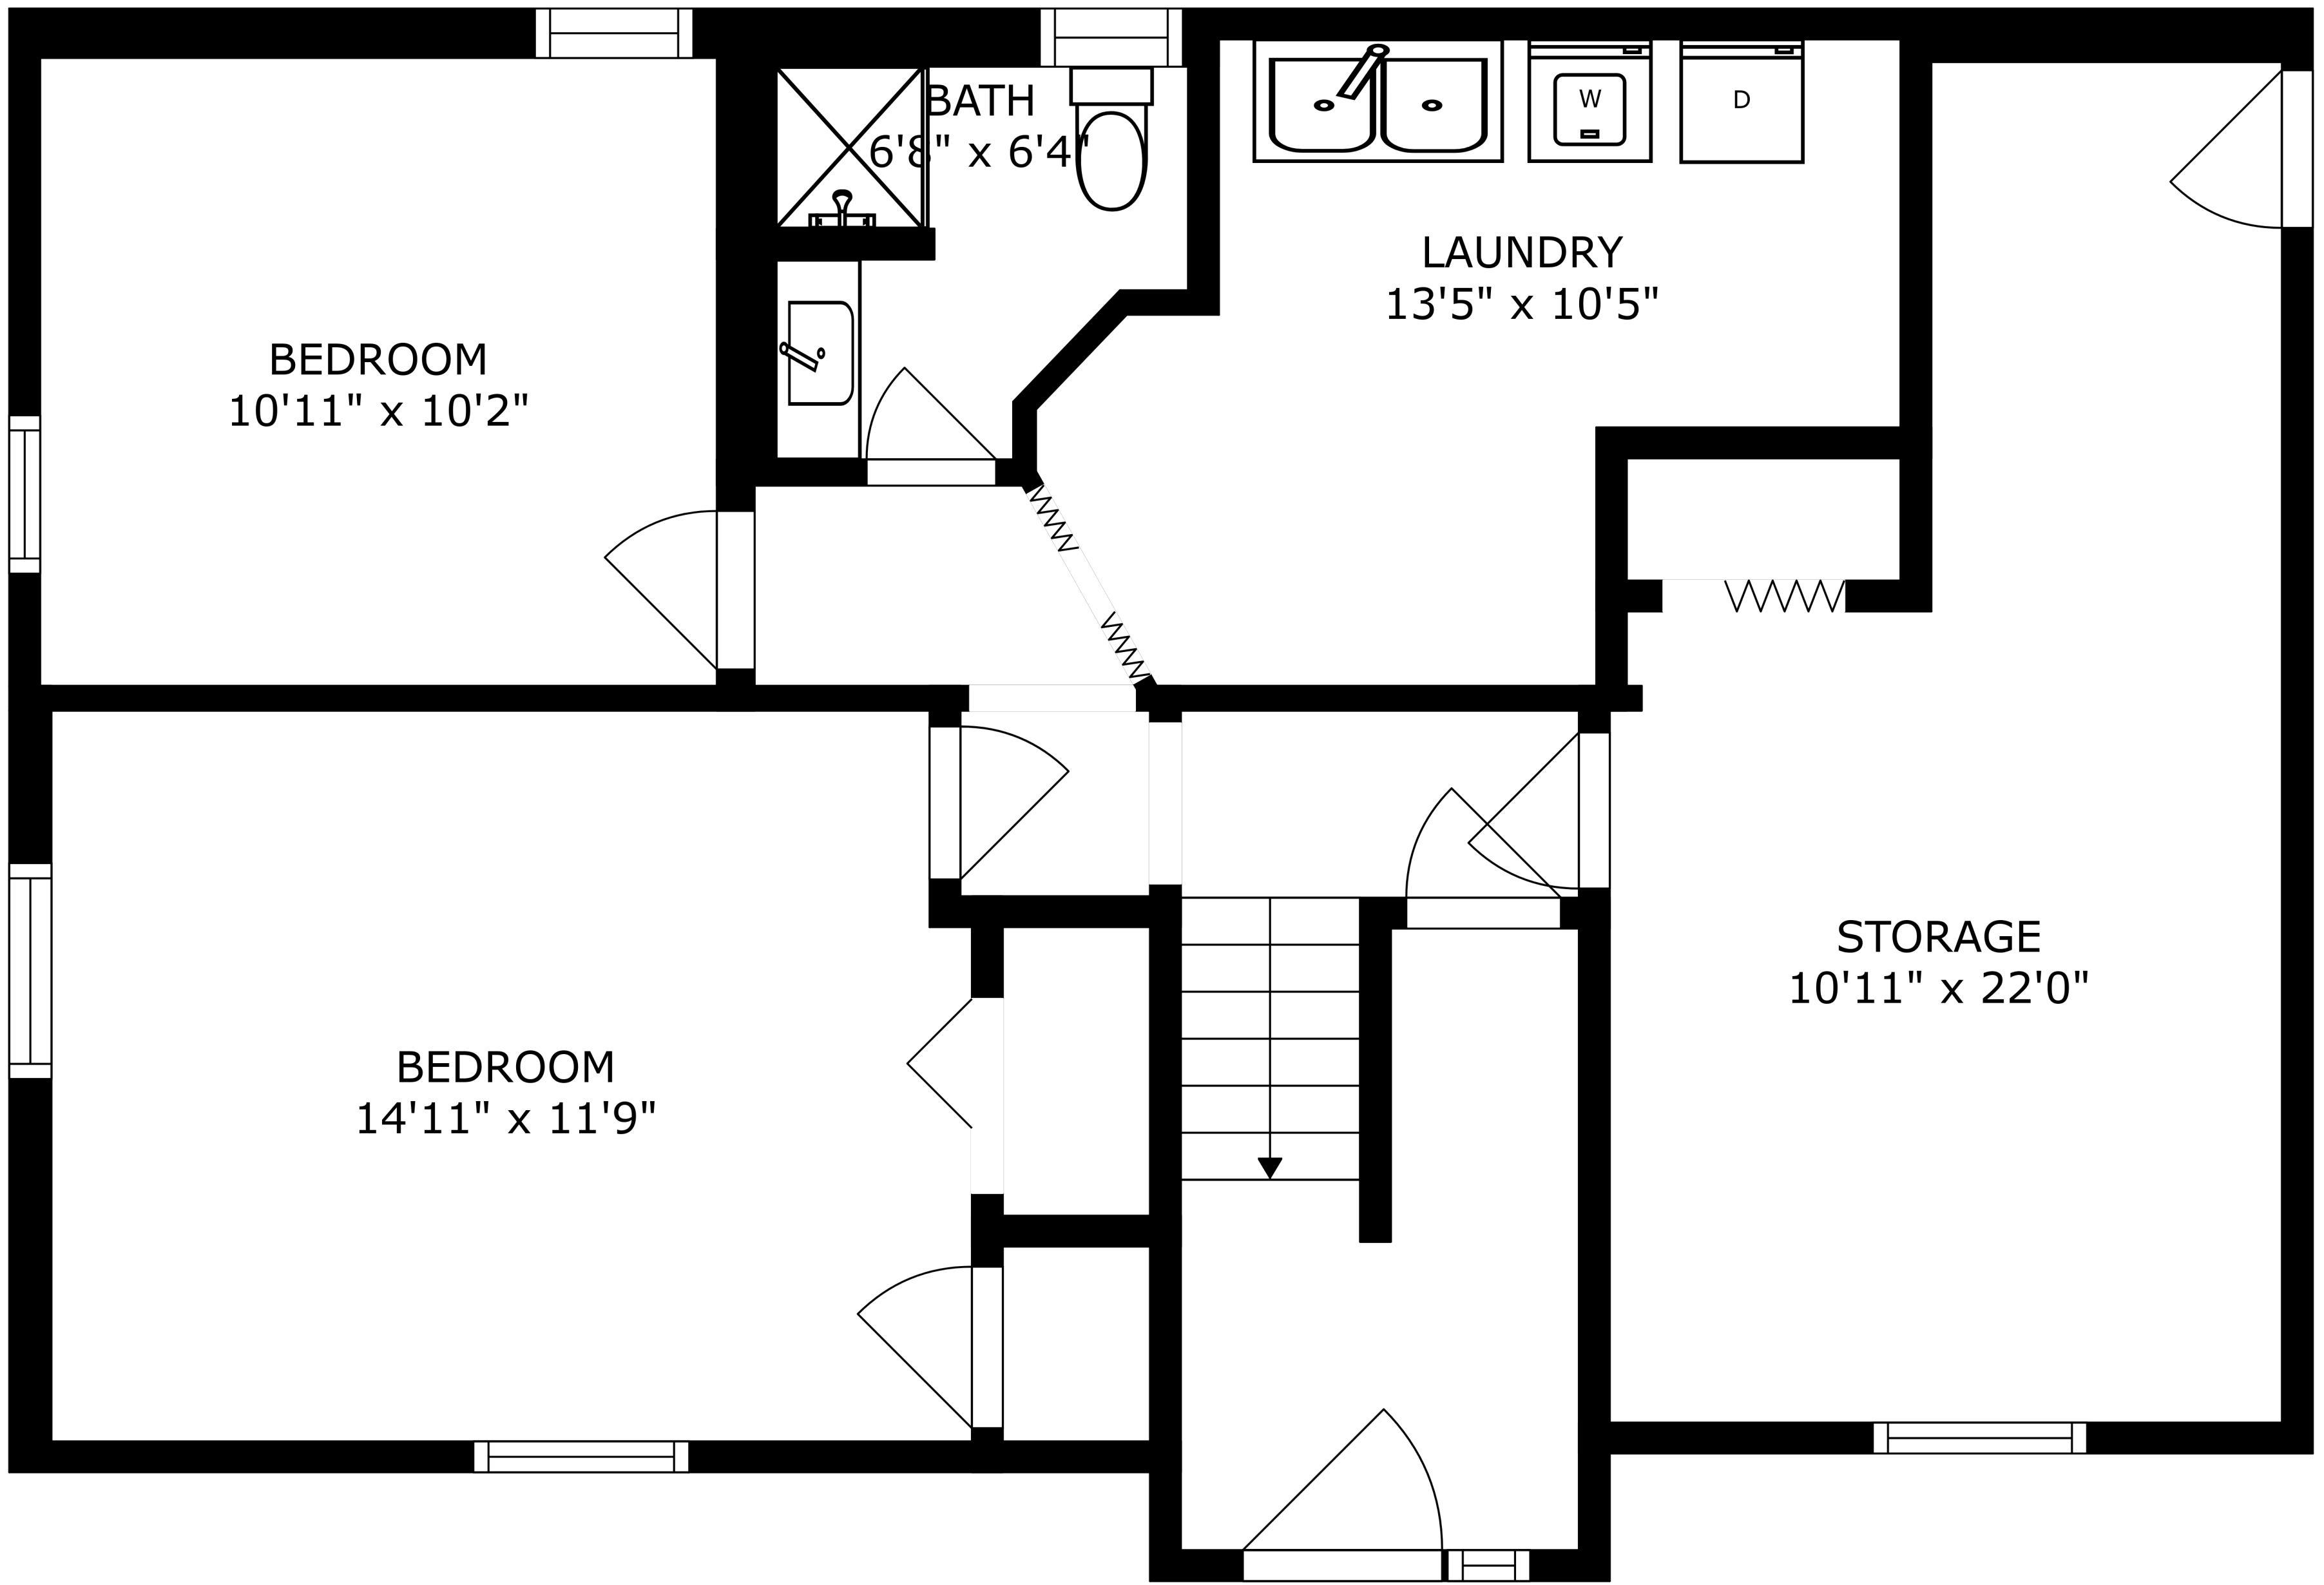 BATH
6'8" x 6'4"
W
D
LAUNDRY
13'5" x 10'5"
BEDROOM
10'11" x 10'2"
STORAGE
10'11" x 22'0"
BEDROOM
14'11" x 11'9"